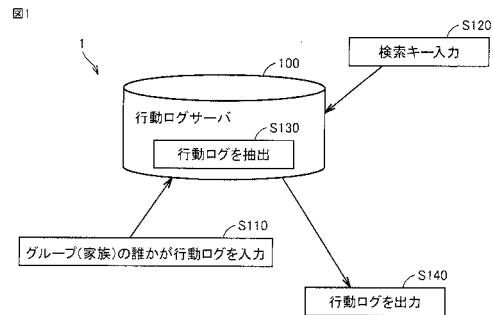 図1
S120
検索キー入力
1
100
行動ログサーバ
S130
行動ログを抽出
S110
グループ(家族)の誰かが行動ログを入力
S140
行動ログを出力